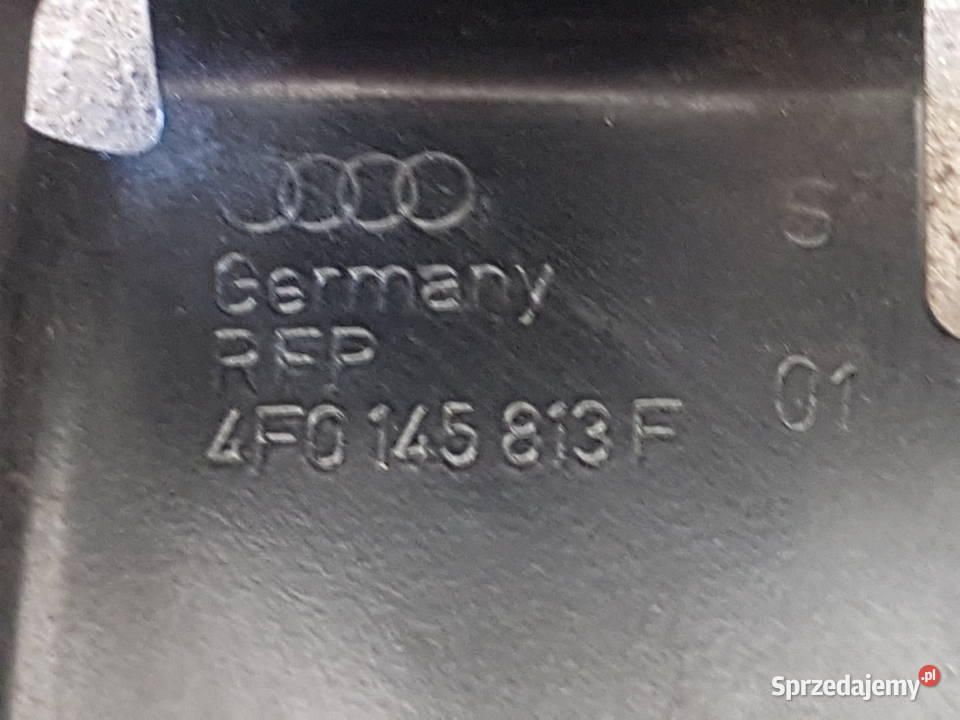 S
Germany
RFP
4F0 145 813 F
01
Sprzedajemy.pl